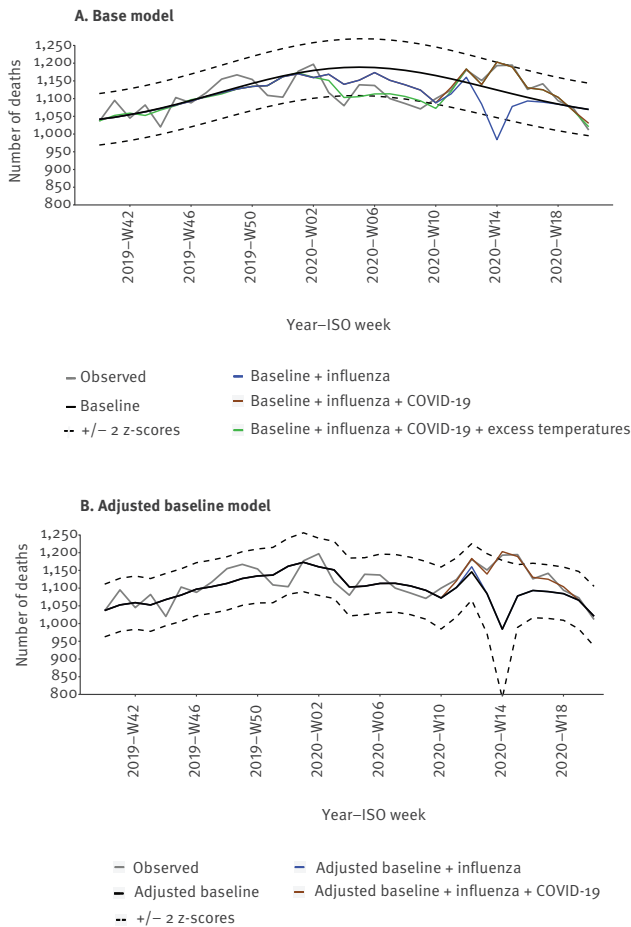 A. Base model
1,250
1,200
1,150
1,100
1,050
1,000
950
900
850
800
Number of deaths
2019–W42
2019–W46
2019–W50
2020–W02
2020–W06
2020–W10
2020–W14
2020–W18
Year–ISO week
Observed
Baseline
+/– 2 z-scores
Baseline + influenza
Baseline + influenza + COVID-19
Baseline + influenza + COVID-19 + excess temperatures
B. Adjusted baseline model
1,250
1,200
1,150
1,100
1,050
1,000
950
900
850
800
Number of deaths
2019–W42
2019–W46
2019–W50
2020–W02
2020–W06
2020–W10
2020–W14
2020–W18
Year–ISO week
Observed
Adjusted baseline
+/– 2 z-scores
Adjusted baseline + influenza
Adjusted baseline + influenza + COVID-19